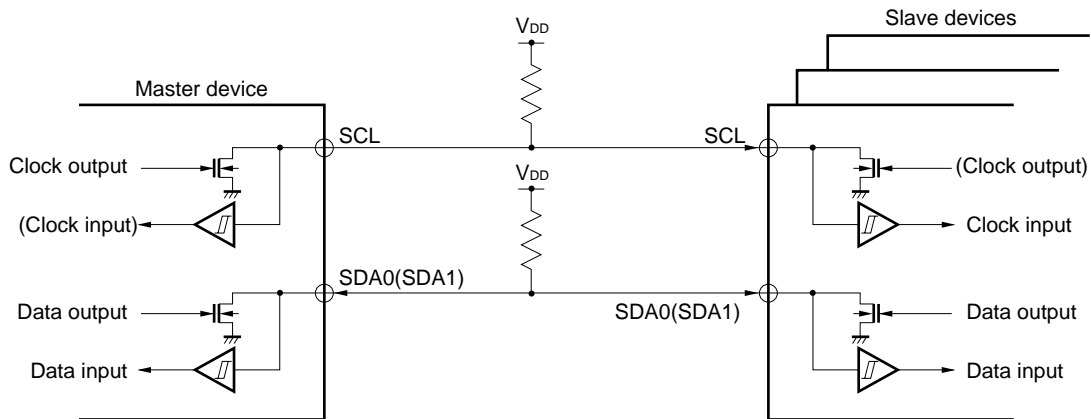 Slave devices
VDD
Master device
SCL
SCL
Clock output
(Clock output)
VDD
(Clock input)
Clock input
SDA0(SDA1)
SDA0(SDA1)
Data output
Data output
Data input
Data input